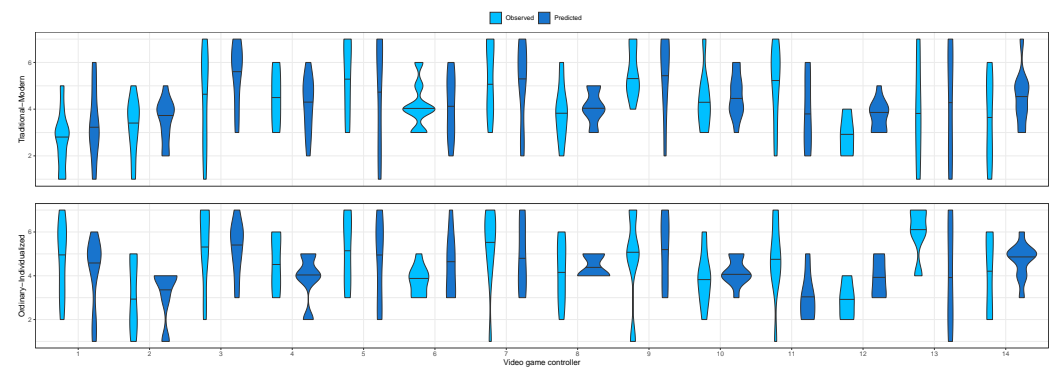 Observed Predicted
Traditional−Modern
6
4
2
Ordinary−Individualized
6
4
2
1 2 3 4 5 6 7 8 9 10 11 12 13 14
Video game controller